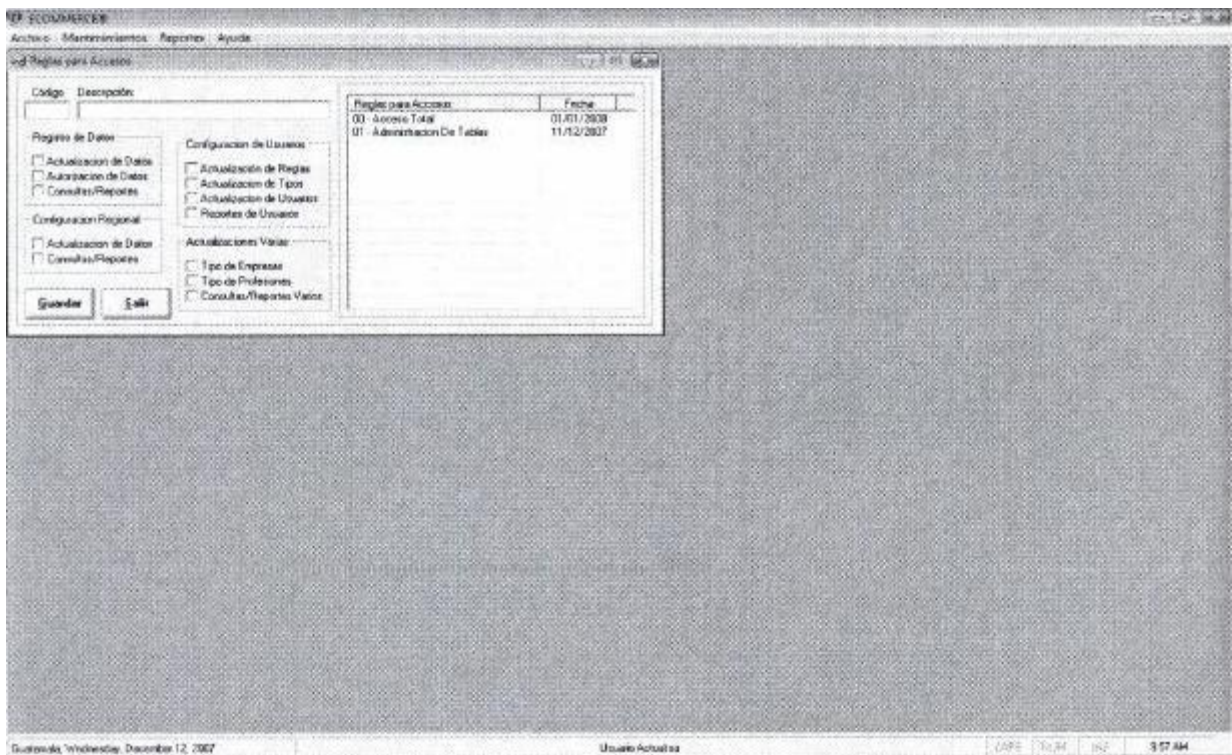 ECOMMERCE®
Archivo Mantenimientos Reportes Ayuda
Reglas para Accesos
Código Descripción:
Registro de Datos
Actualizacion de Datos
Autorizacion de Datos
Consultas/Reportes
Configuracion Regional
Actualizacion de Datos
Consultas/Reportes
Guardar Salir
Configuracion de Usuarios
Actualización de Reglas
Actualizacion de Tipos
Actualizacion de Usuarios
Reportes de Usuarios
Actualizaciones Varias
Tipo de Empresas
Tipo de Profesiones
Consultas/Reportes Varios
Reglas para Accesos Fecha
00 - Acceso Total 01/01/2008
01 - Administracion De Tablas 11/12/2007
Guatemala, Wednesday, December 12, 2007 Usuario Actual: sa CAPS NUM INS 9:57 AM